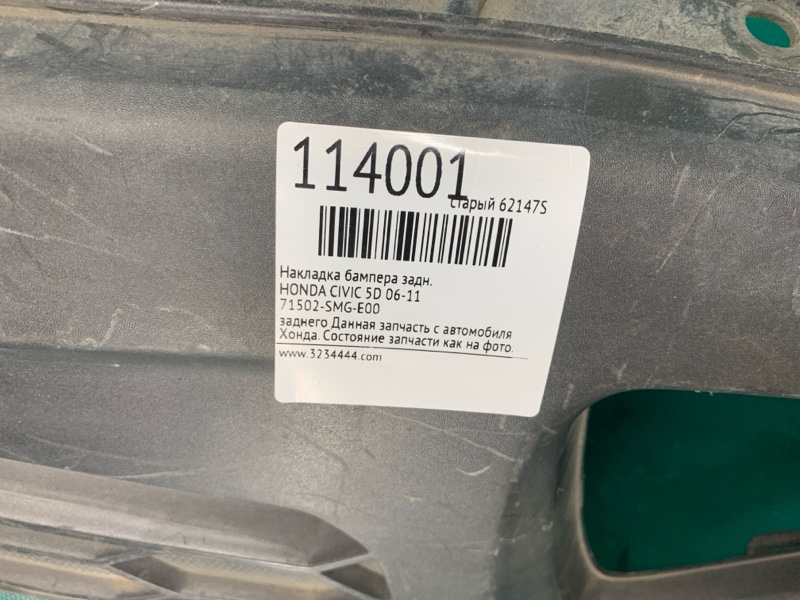 114001
старый 62147S
Накладка бампера задн.
HONDA CIVIC 5D 06-11
71502-SMG-E00
заднего Данная запчасть с автомобиля
Хонда. Состояние запчасти как на фото.
www.3234444.com